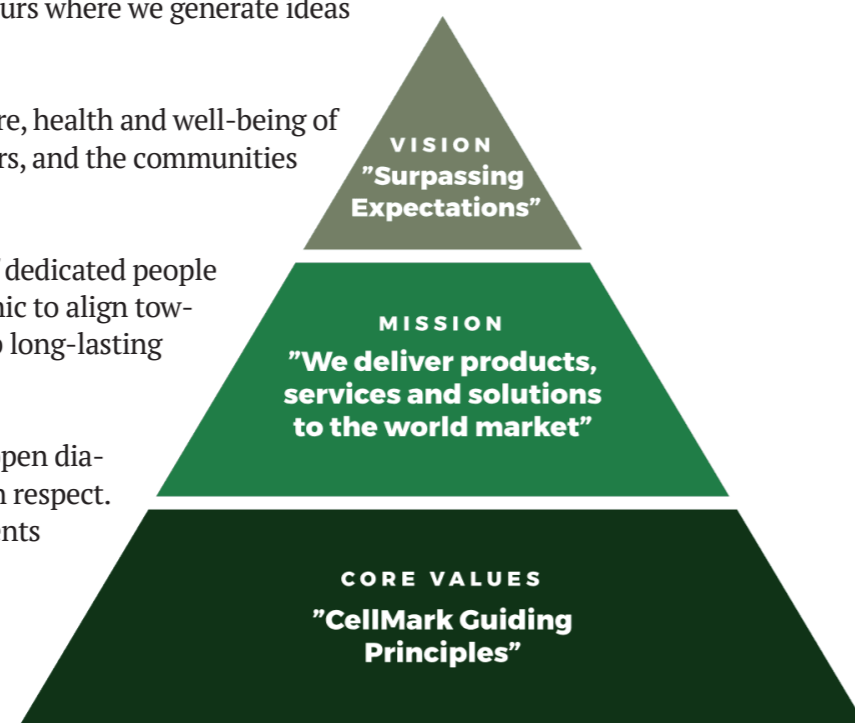 urs where we generate ideas
re, health and well-being of
rs, and the communities
dedicated people
nic to align tow-
long-lasting
pen dia-
respect.
nts
VISION
”Surpassing
Expectations”
MISSION
”We deliver products,
services and solutions
to the world market”
CORE VALUES
”CellMark Guiding
Principles”